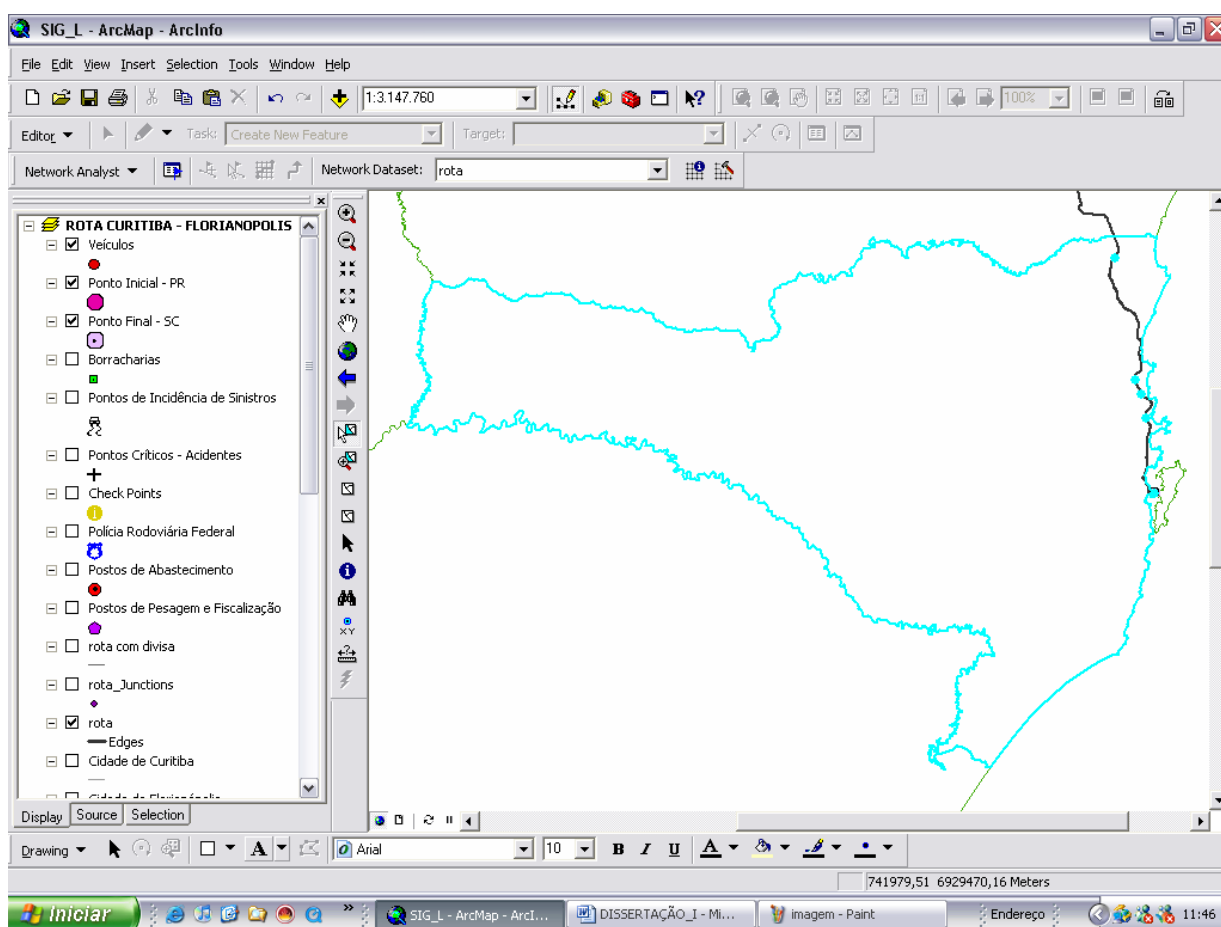 SIG_L - ArcMap - ArcInfo
File Edit View Insert Selection Tools Window Help
1:3.147.760
100%
Editor Task: Create New Feature Target:
Network Analyst Network Dataset: rota
ROTA CURITIBA - FLORIANOPOLIS
Veículos
Ponto Inicial - PR
Ponto Final - SC
Borracharias
Pontos de Incidência de Sinistros
Pontos Críticos - Acidentes
Check Points
Polícia Rodoviária Federal
Postos de Abastecimento
Postos de Pesagem e Fiscalização
rota com divisa
rota_Junctions
rota
Edges
Cidade de Curitiba
Cidade de Florianópolis
Display Source Selection
Drawing A Arial 10 B I U A
741979,51 6929470,16 Meters
Iniciar » SIG_L - ArcMap - ArcI... DISSERTAÇÃO_I - Mi... imagem - Paint Endereço 11:46